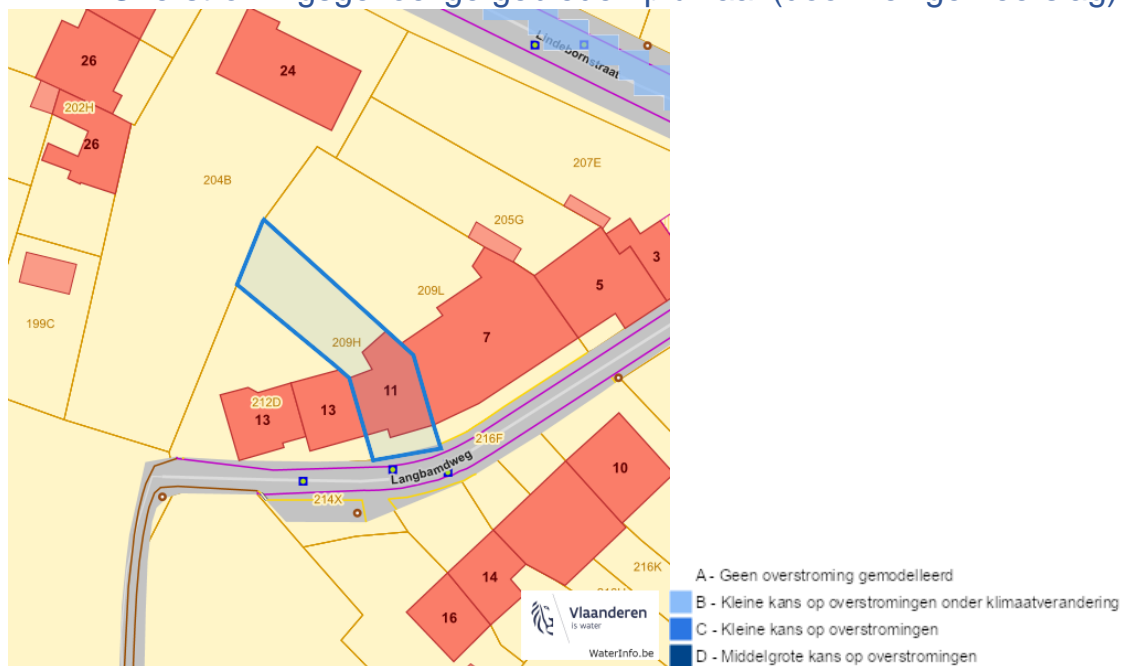 26
24
Lindebornstraat
202H
26
207E
204B
205G
3
5
209L
199C
209H
7
11
212D
13
13
216F
Langbamdweg
10
214X
216K
14
16
Vlaanderen
is water
WaterInfo.be
A - Geen overstroming gemodelleerd
B - Kleine kans op overstromingen onder klimaatverandering
C - Kleine kans op overstromingen
D - Middelgrote kans op overstromingen